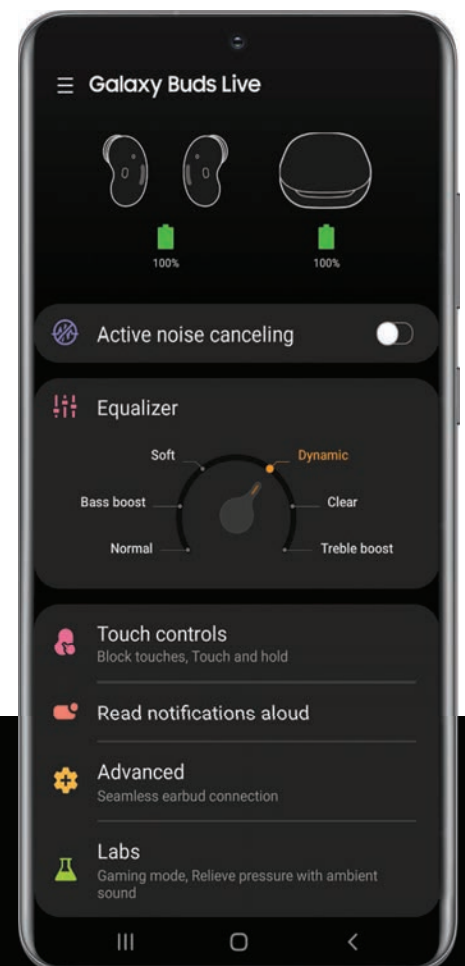 Galaxy Buds Live
100%
100%
Active noise canceling
Equalizer
Soft
Dynamic
Bass boost
Clear
Normal
Treble boost
Touch controls
Block touches, Touch and hold
Read notifications aloud
Advanced
Seamless earbud connection
Labs
Gaming mode, Relieve pressure with ambient
sound